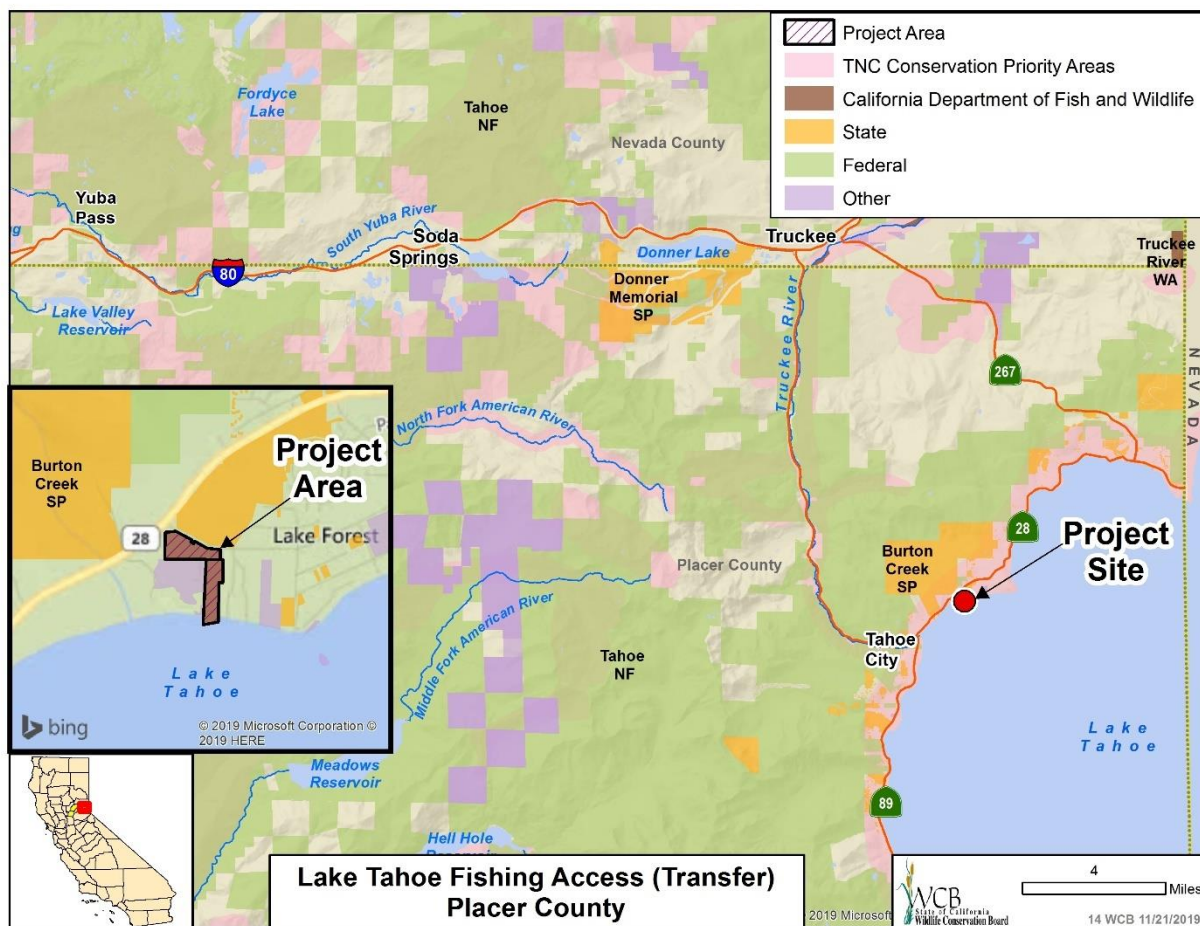 Project Area
TNC Conservation Priority Areas
California Department of Fish and Wildlife
State
Federal
Other
Fordyce
Lake
Tahoe
NF
Nevada County
Yuba
Pass
South Yuba River
Soda
Springs
80
Donner Lake
Truckee
Donner
Memorial
SP
Truckee
River
WA
Lake Valley
Reservoir
Truckee River
267
NEVADA
North Fork American River
Burton
Creek
SP
Project
Area
28
Lake Forest
Lake
Tahoe
bing
© 2019 Microsoft Corporation ©
2019 HERE
Placer County
Middle Fork American River
Tahoe
NF
28
Project
Site
Burton
Creek
SP
Tahoe
City
Lake
Tahoe
Meadows
Reservoir
89
Hell Hole
Lake Tahoe Fishing Access (Transfer)
Placer County
2019 Microsoft
WCB
State of California
Wildlife Conservation Board
4
Miles
14 WCB 11/21/2019